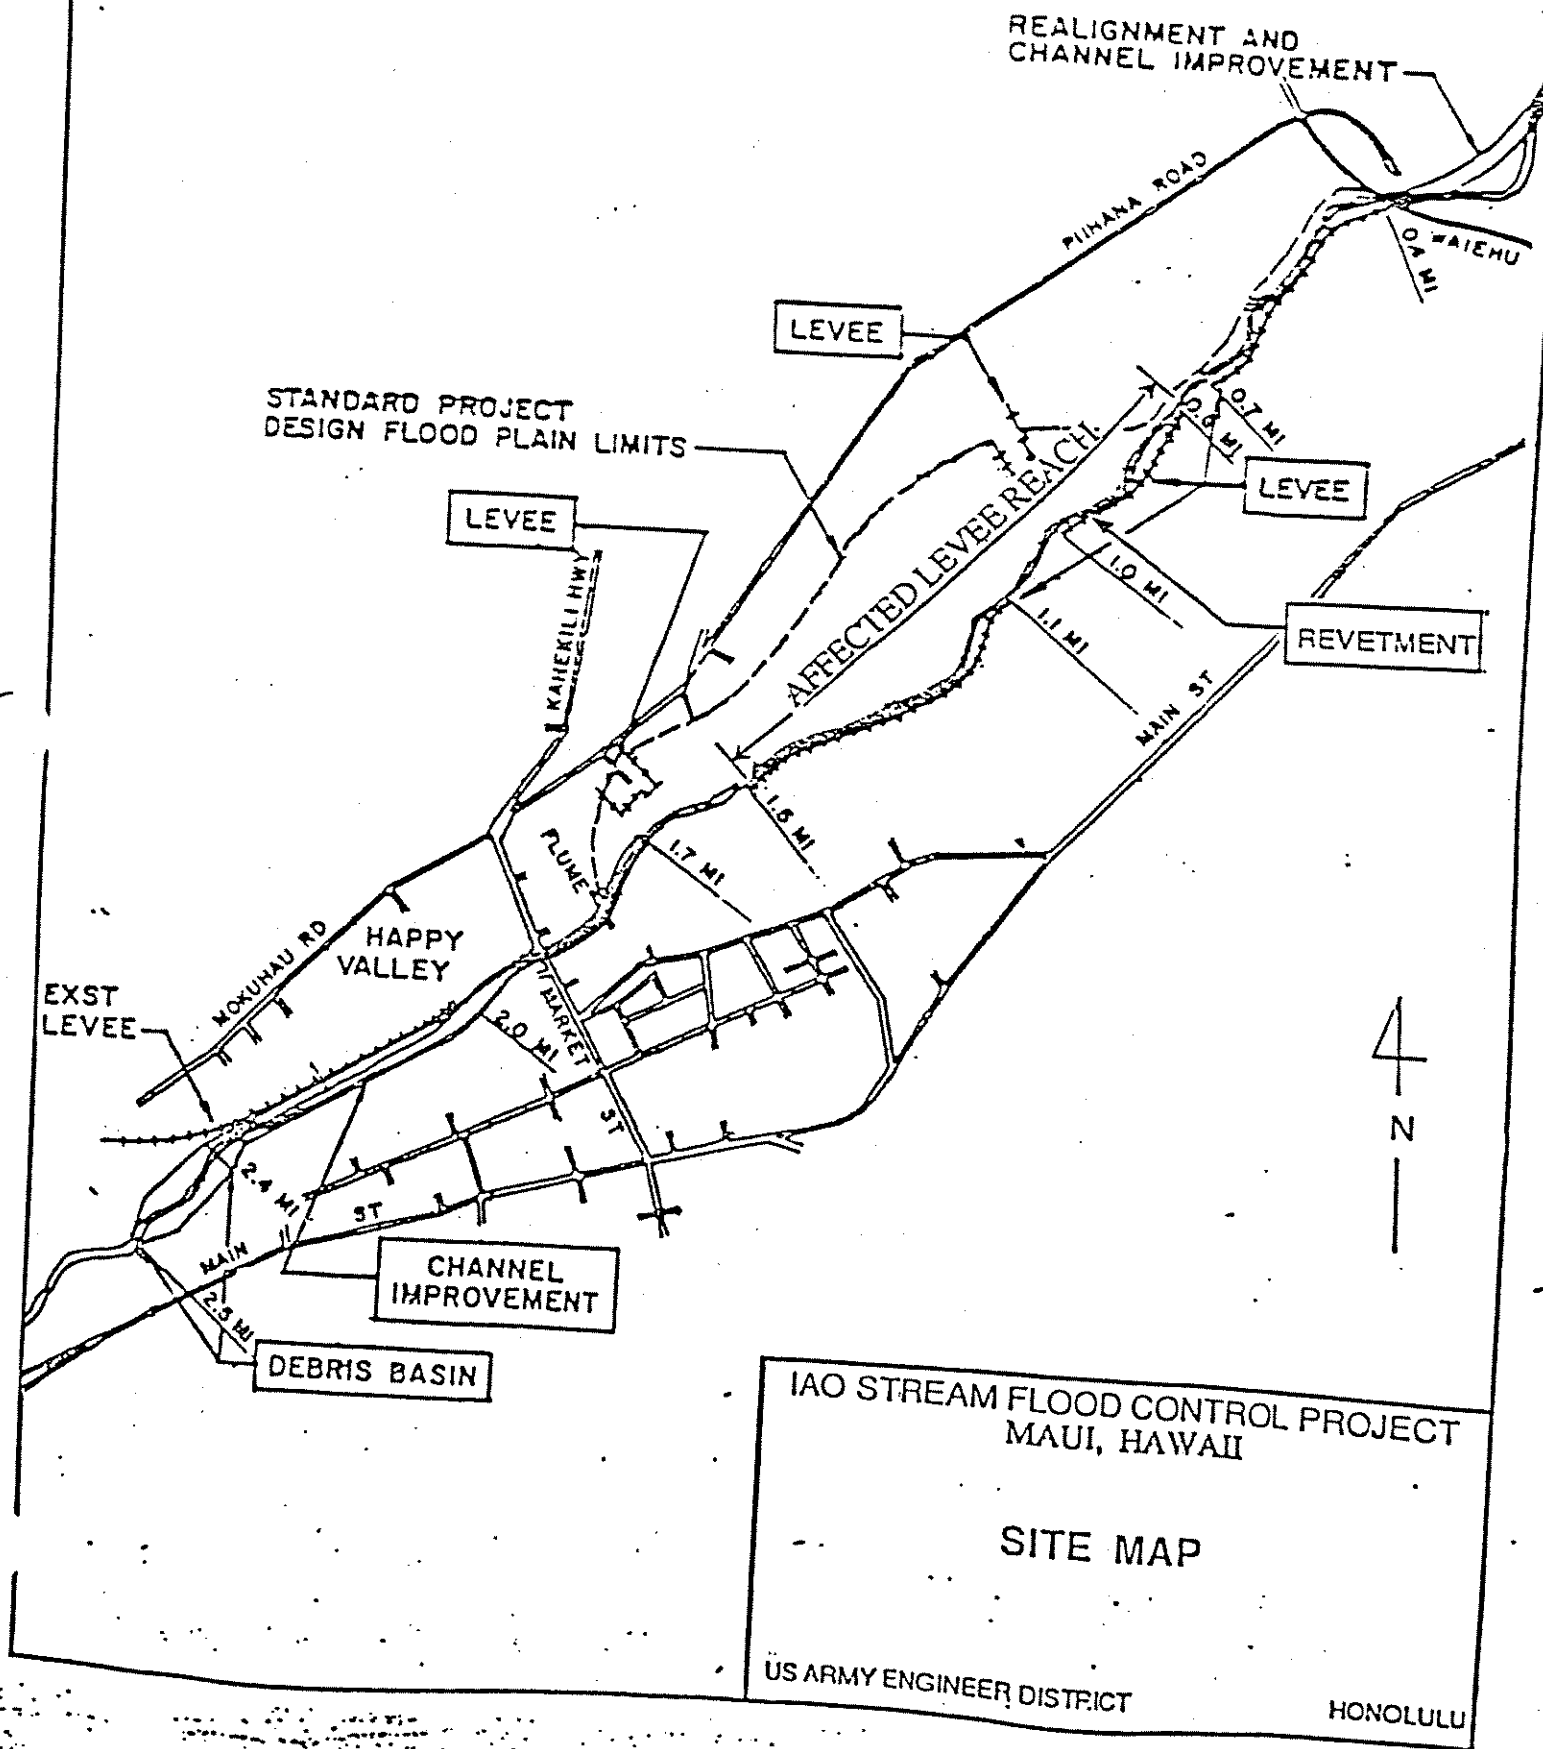 REALIGNMENT AND
CHANNEL IMPROVEMENT
PIIHANA ROAD
WAIEHU
0.4 MI
LEVEE
STANDARD PROJECT
DESIGN FLOOD PLAIN LIMITS
0.7 MI
LEVEE
LEVEE
AFFECTED LEVEE REACH
KAHEKILI HWY
1.0 MI
1.1 MI
REVETMENT
MAIN ST
FLUME
1.5 MI
1.7 MI
MOKUHAU RD
HAPPY
VALLEY
EXST
LEVEE
2.0 MI
MARKET
ST
N
2.4 MI
MAIN
ST
CHANNEL
IMPROVEMENT
2.5 MI
DEBRIS BASIN
IAO STREAM FLOOD CONTROL PROJECT
MAUI, HAWAII
SITE MAP
US ARMY ENGINEER DISTRICT
HONOLULU